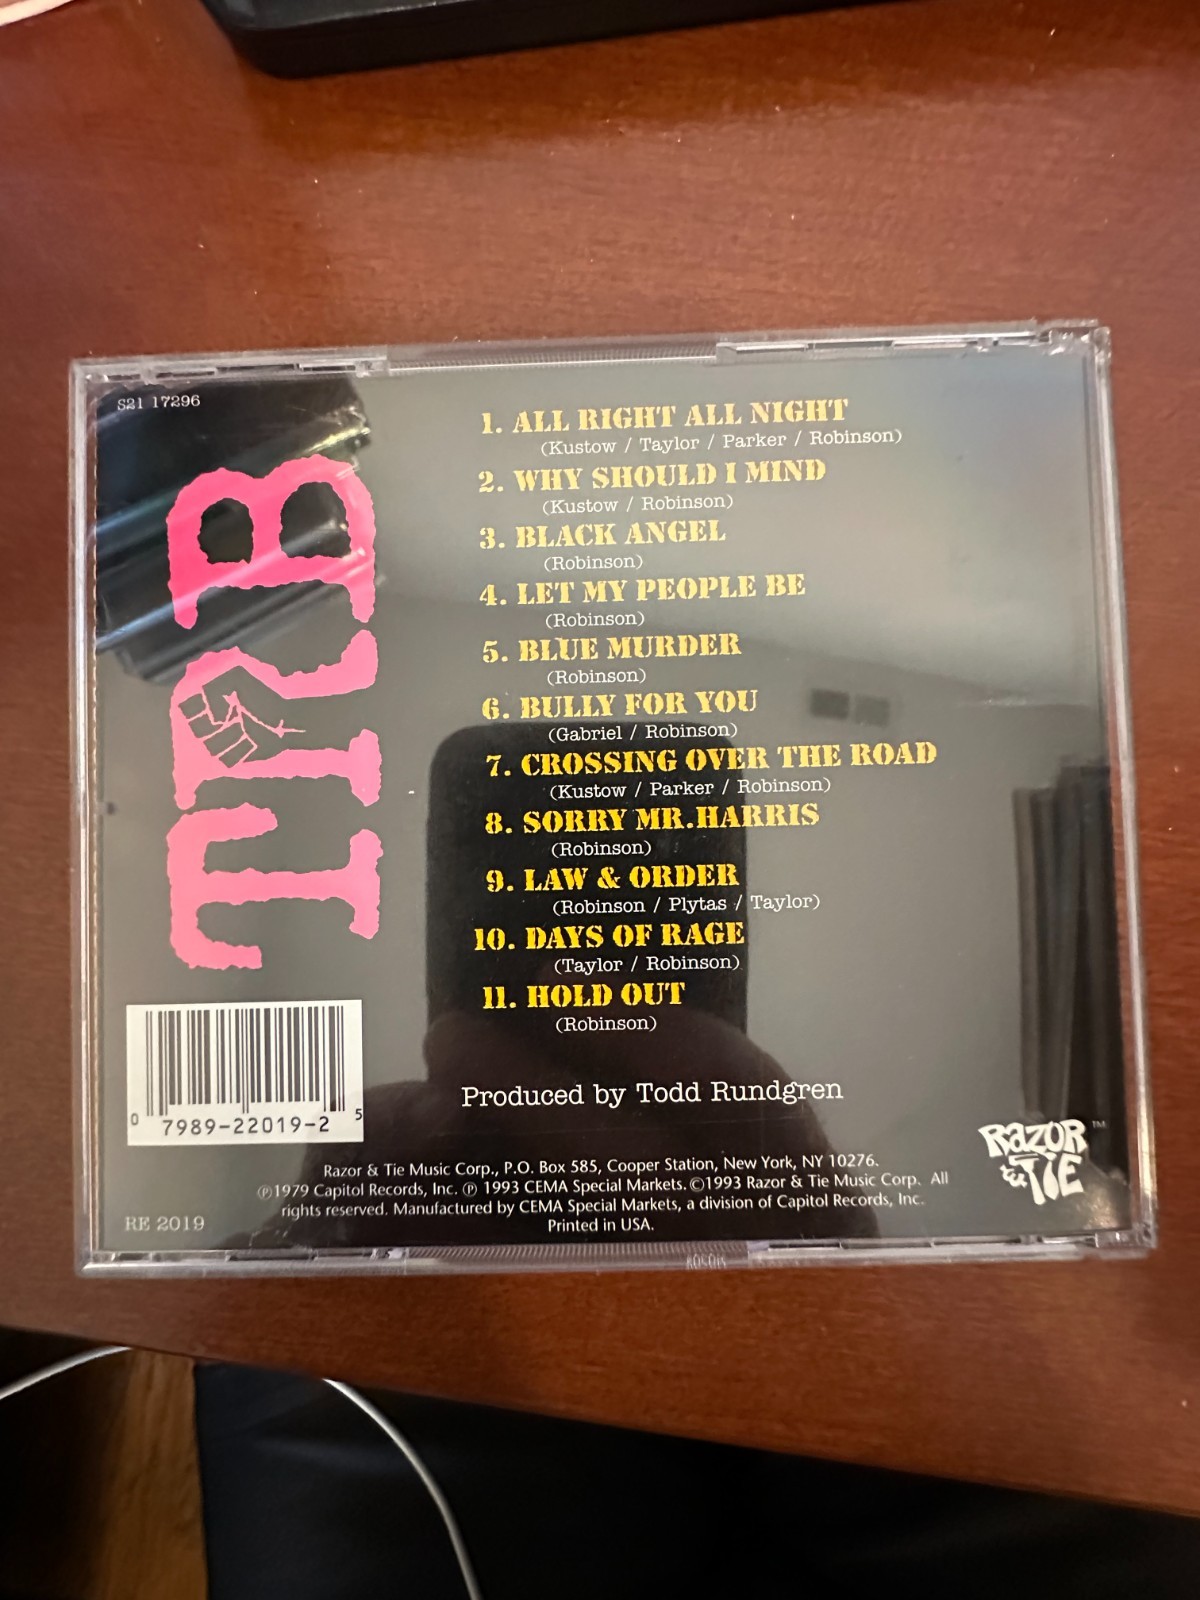 S21 17296
TRB
1. ALL RIGHT ALL NIGHT
(Kustow / Taylor / Parker / Robinson)
2. WHY SHOULD I MIND
(Kustow / Robinson)
3. BLACK ANGEL
(Robinson)
4. LET MY PEOPLE BE
(Robinson)
5. BLUE MURDER
(Robinson)
6. BULLY FOR YOU
(Gabriel / Robinson)
7. CROSSING OVER THE ROAD
(Kustow / Parker / Robinson)
8. SORRY MR.HARRIS
(Robinson)
9. LAW & ORDER
(Robinson / Plytas / Taylor)
10. DAYS OF RAGE
(Taylor / Robinson)
11. HOLD OUT
(Robinson)
Produced by Todd Rundgren
0 7989-22019-2 5
RAZOR & TIE™
Razor & Tie Music Corp., P.O. Box 585, Cooper Station, New York, NY 10276.
℗1979 Capitol Records, Inc. ℗ 1993 CEMA Special Markets. ©1993 Razor & Tie Music Corp. All
rights reserved. Manufactured by CEMA Special Markets, a division of Capitol Records, Inc.
Printed in USA.
RE 2019